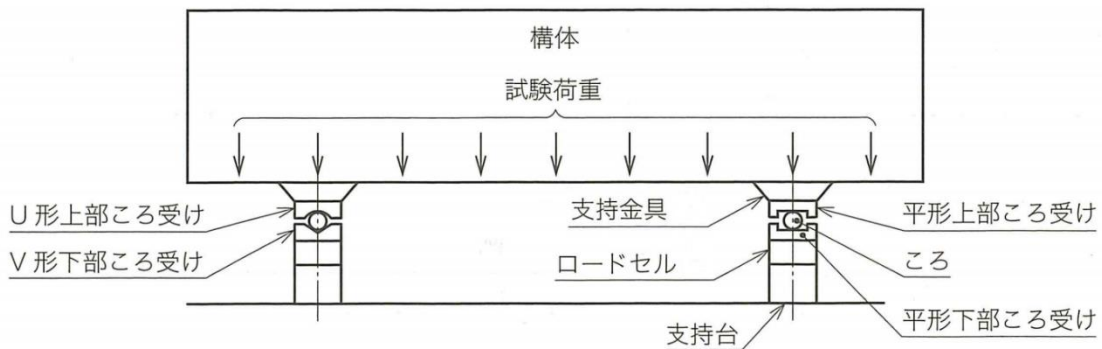 構体
試験荷重
U形上部ころ受け
V形下部ころ受け
支持金具
ロードセル
支持台
平形上部ころ受け
ころ
平形下部ころ受け